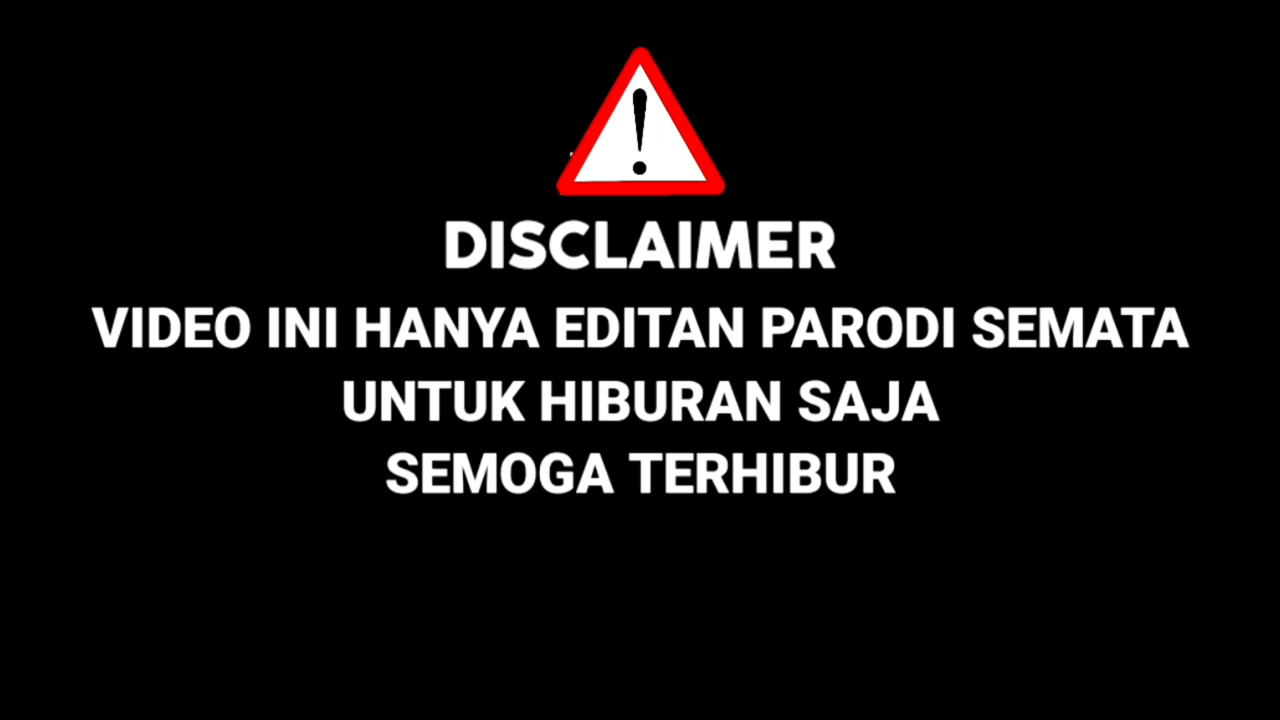 DISCLAIMER
VIDEO INI HANYA EDITAN PARODI SEMATA
UNTUK HIBURAN SAJA
SEMOGA TERHIBUR